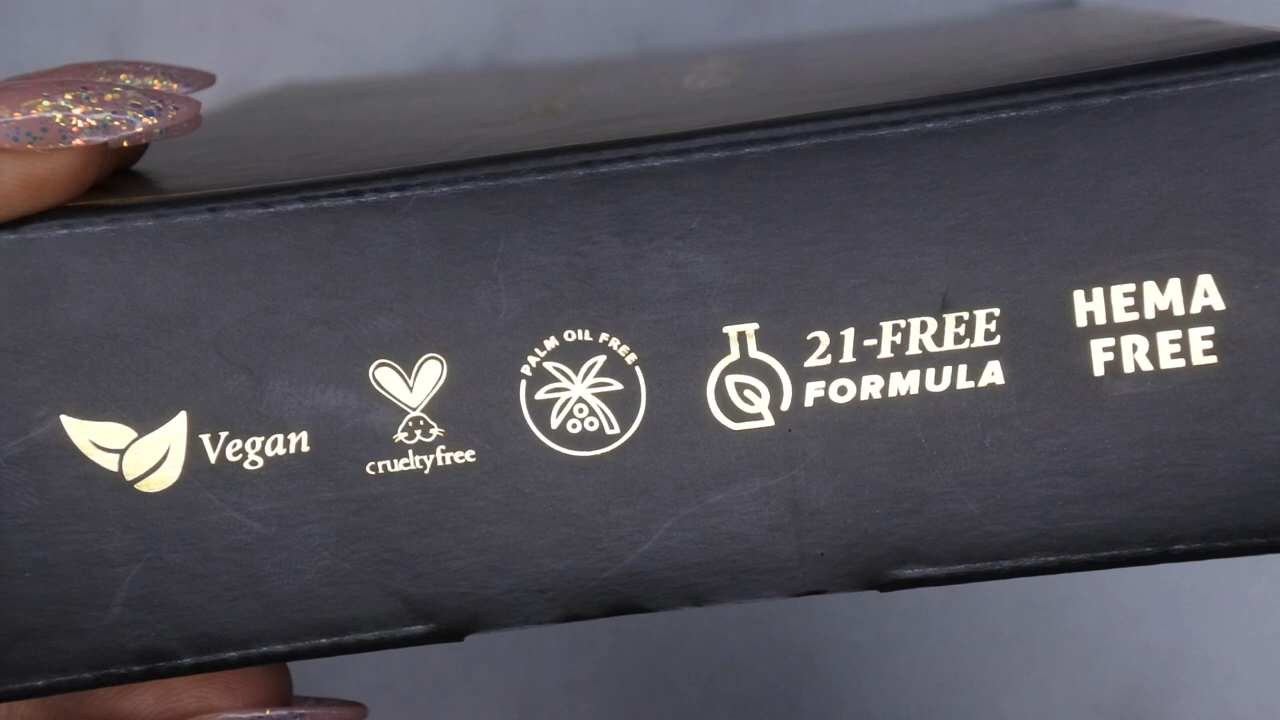 Vegan
crueltyfree
PALM OIL FREE
21-FREE
FORMULA
HEMA
FREE